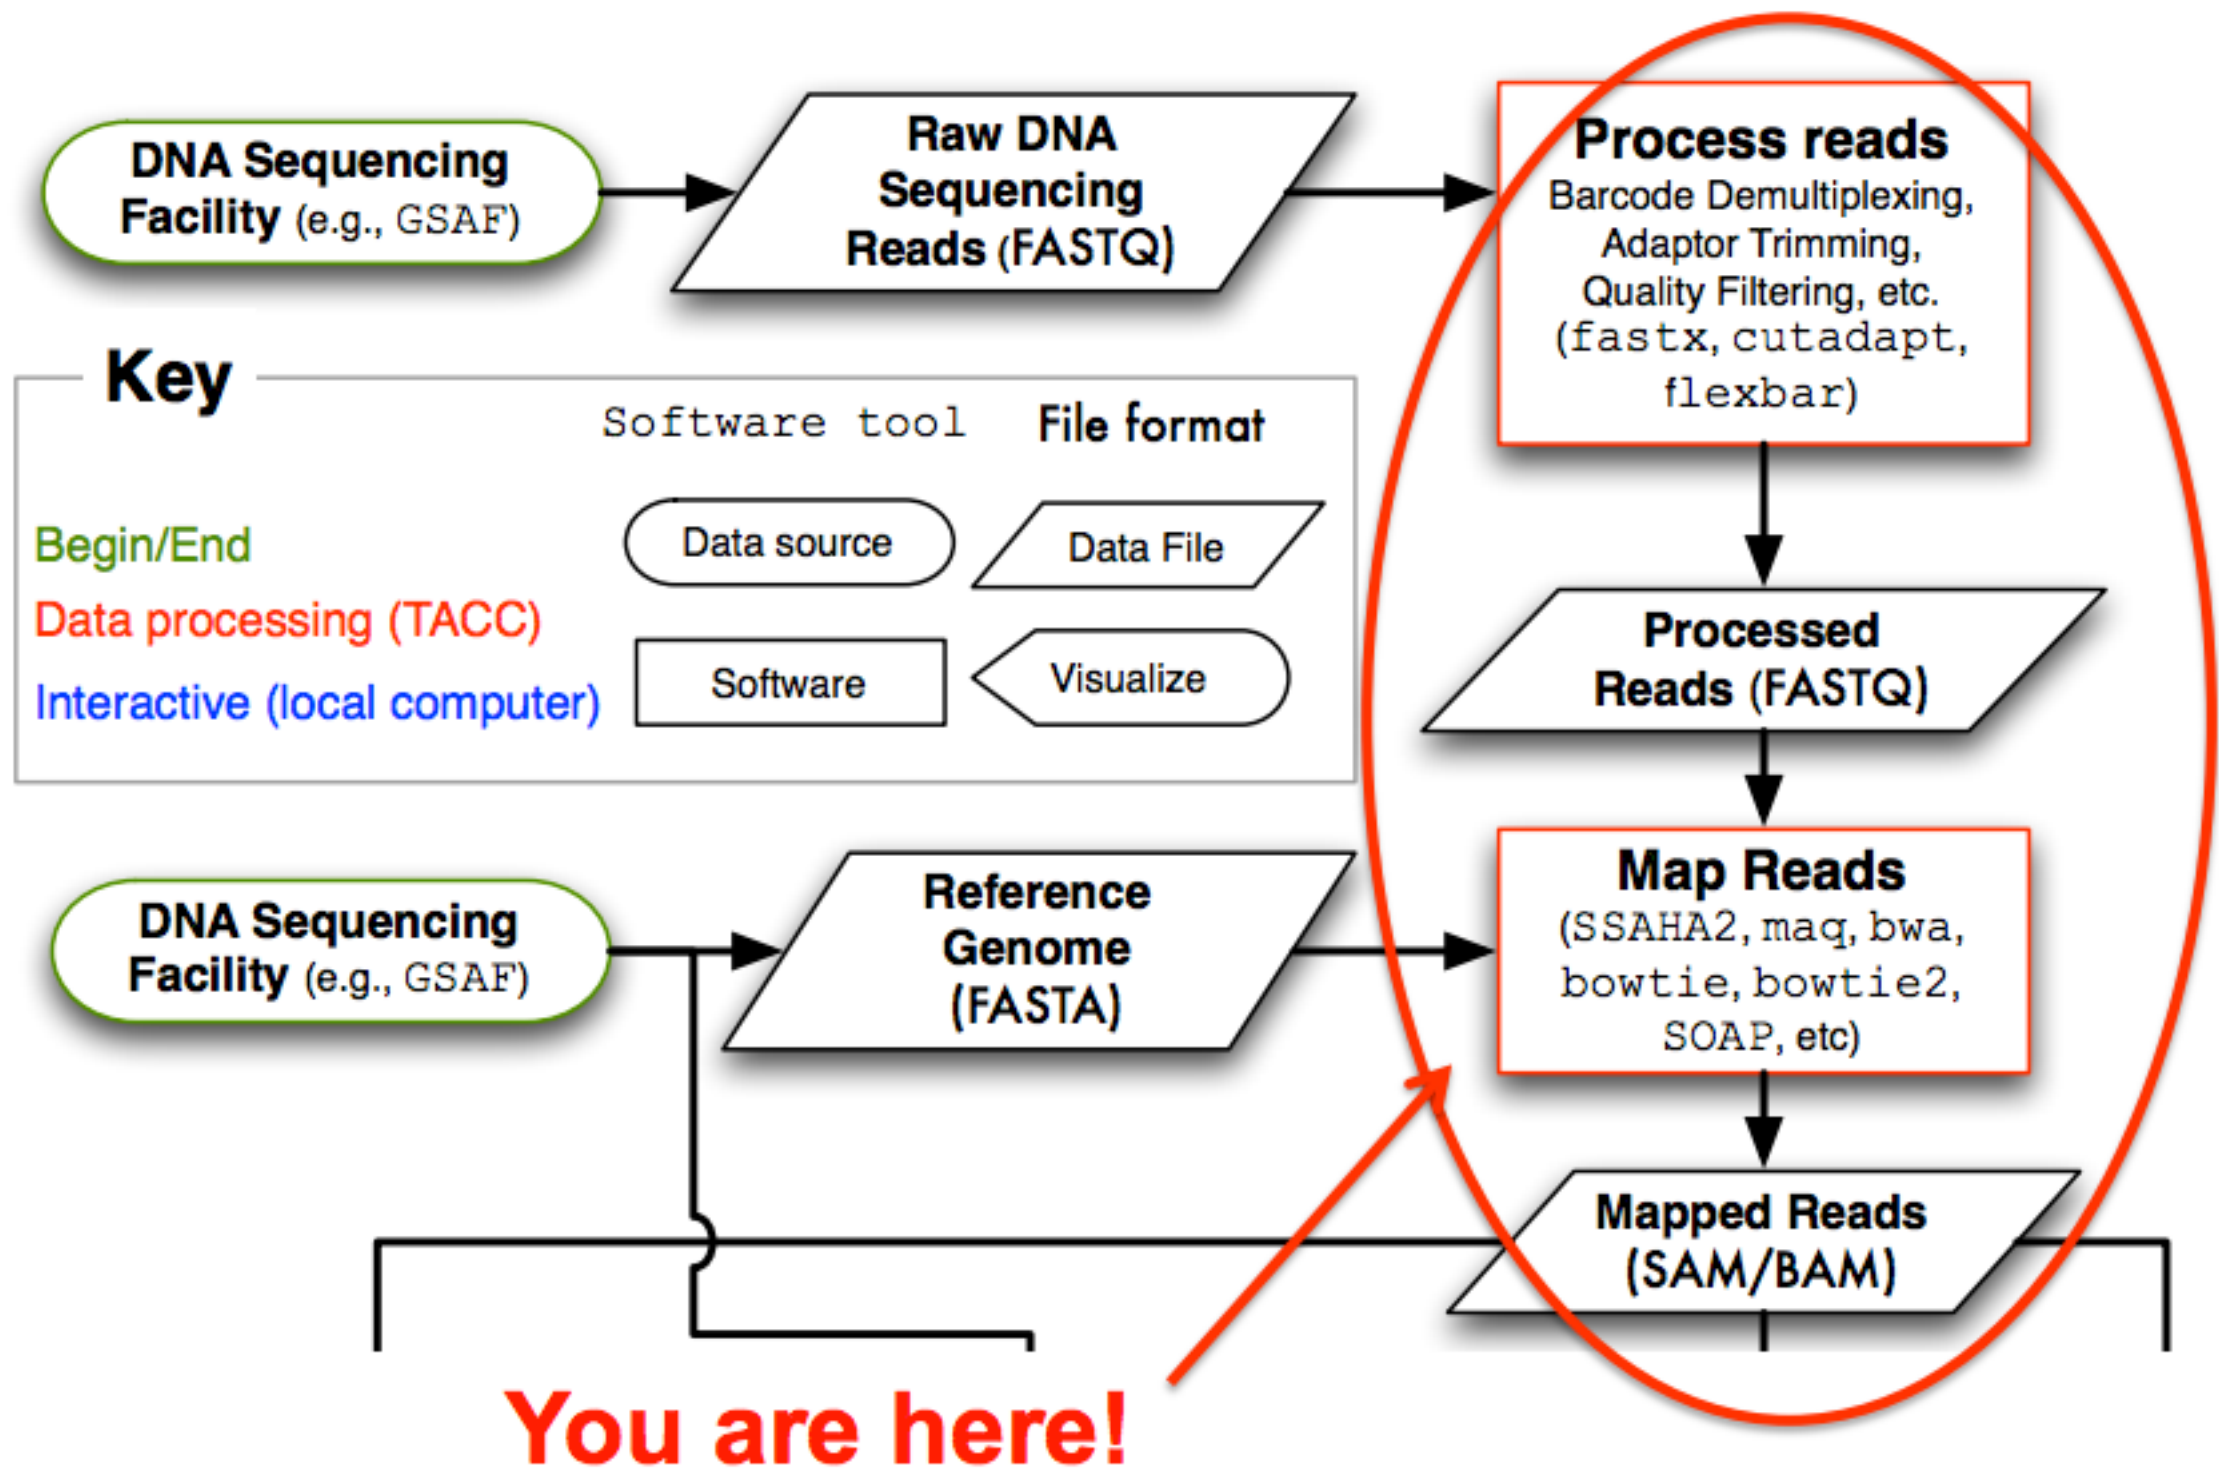 DNA Sequencing
Facility (e.g., GSAF)
Raw DNA
Sequencing
Reads (FASTQ)
Process reads
Barcode Demultiplexing,
Adaptor Trimming,
Quality Filtering, etc.
(fastx, cutadapt,
flexbar)
Key
Software tool
File format
Begin/End
Data processing (TACC)
Interactive (local computer)
Data source
Data File
Software
Visualize
Processed
Reads (FASTQ)
DNA Sequencing
Facility (e.g., GSAF)
Reference
Genome
(FASTA)
Map Reads
(SSAHA2, maq, bwa,
bowtie, bowtie2,
SOAP, etc)
Mapped Reads
(SAM/BAM)
You are here!